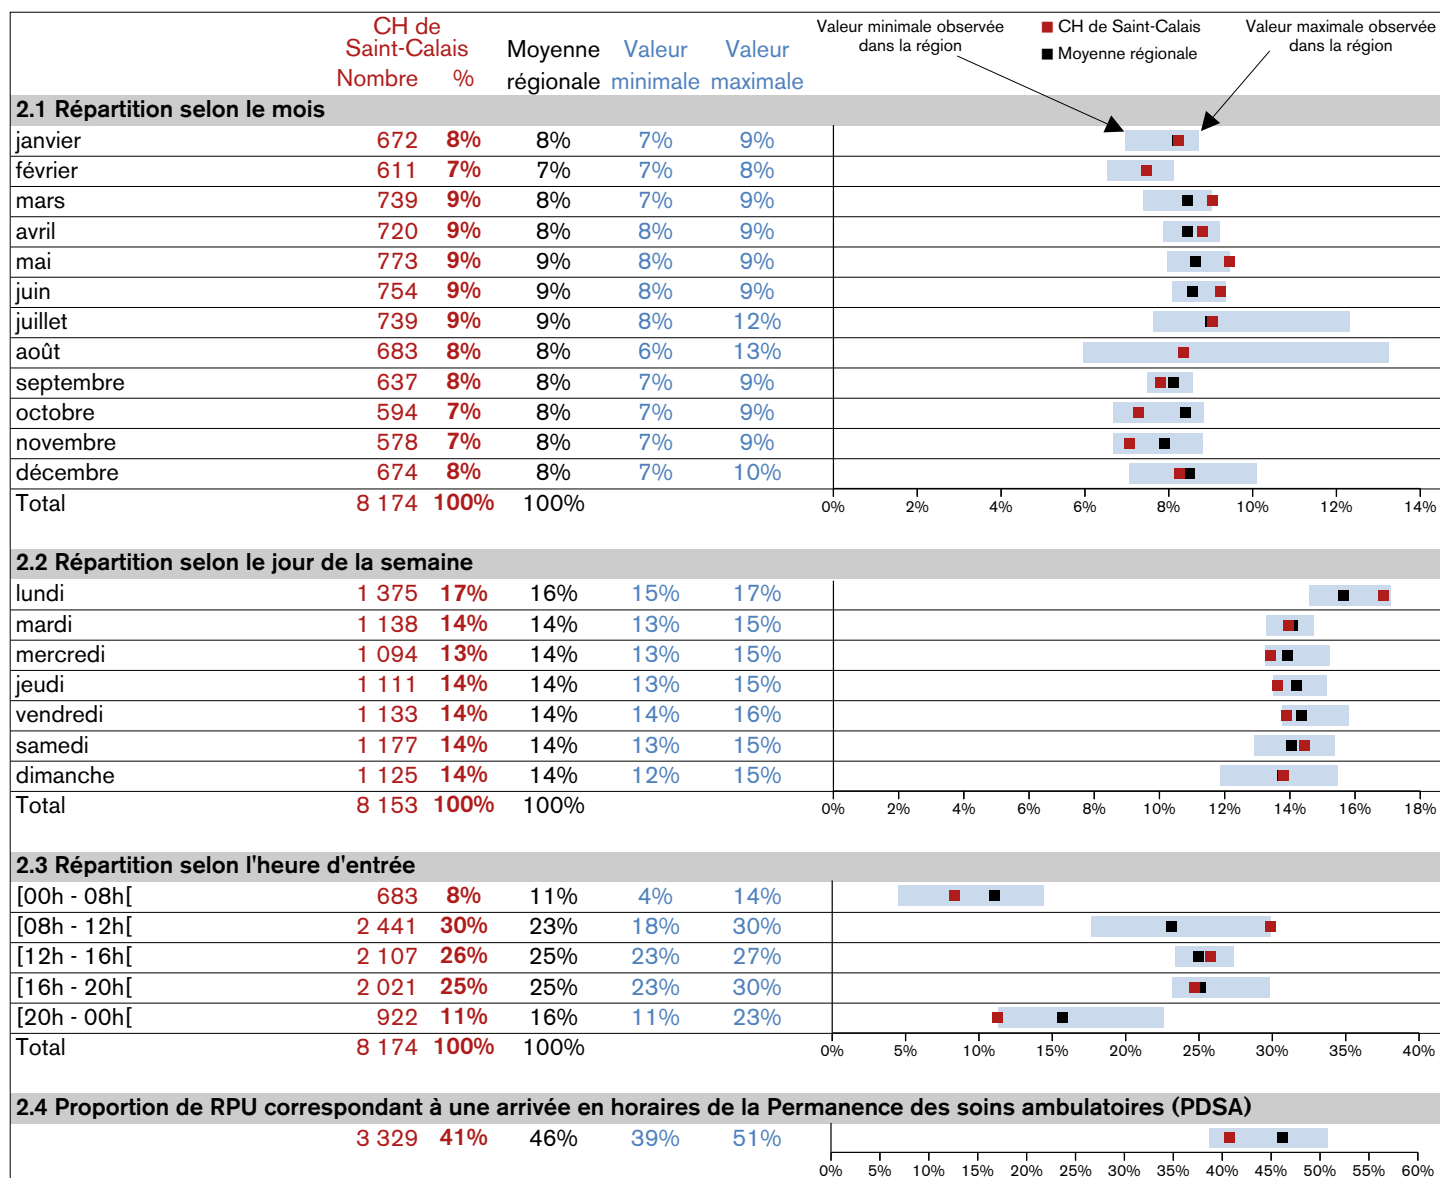 CH de Saint-Calais Moyenne régionale Valeur minimale Valeur maximale
Nombre %
Valeur minimale observée dans la région
CH de Saint-Calais
Moyenne régionale
Valeur maximale observée dans la région
2.1 Répartition selon le mois
janvier 672 8% 8% 7% 9%
février 611 7% 7% 7% 8%
mars 739 9% 8% 7% 9%
avril 720 9% 8% 8% 9%
mai 773 9% 9% 8% 9%
juin 754 9% 9% 8% 9%
juillet 739 9% 9% 8% 12%
août 683 8% 8% 6% 13%
septembre 637 8% 8% 7% 9%
octobre 594 7% 8% 7% 9%
novembre 578 7% 8% 7% 9%
décembre 674 8% 8% 7% 10%
Total 8 174 100% 100%
0% 2% 4% 6% 8% 10% 12% 14%
2.2 Répartition selon le jour de la semaine
lundi 1 375 17% 16% 15% 17%
mardi 1 138 14% 14% 13% 15%
mercredi 1 094 13% 14% 13% 15%
jeudi 1 111 14% 14% 13% 15%
vendredi 1 133 14% 14% 14% 16%
samedi 1 177 14% 14% 13% 15%
dimanche 1 125 14% 14% 12% 15%
Total 8 153 100% 100%
0% 2% 4% 6% 8% 10% 12% 14% 16% 18%
2.3 Répartition selon l'heure d'entrée
[00h - 08h[ 683 8% 11% 4% 14%
[08h - 12h[ 2 441 30% 23% 18% 30%
[12h - 16h[ 2 107 26% 25% 23% 27%
[16h - 20h[ 2 021 25% 25% 23% 30%
[20h - 00h[ 922 11% 16% 11% 23%
Total 8 174 100% 100%
0% 5% 10% 15% 20% 25% 30% 35% 40%
2.4 Proportion de RPU correspondant à une arrivée en horaires de la Permanence des soins ambulatoires (PDSA)
3 329 41% 46% 39% 51%
0% 5% 10% 15% 20% 25% 30% 35% 40% 45% 50% 55% 60%